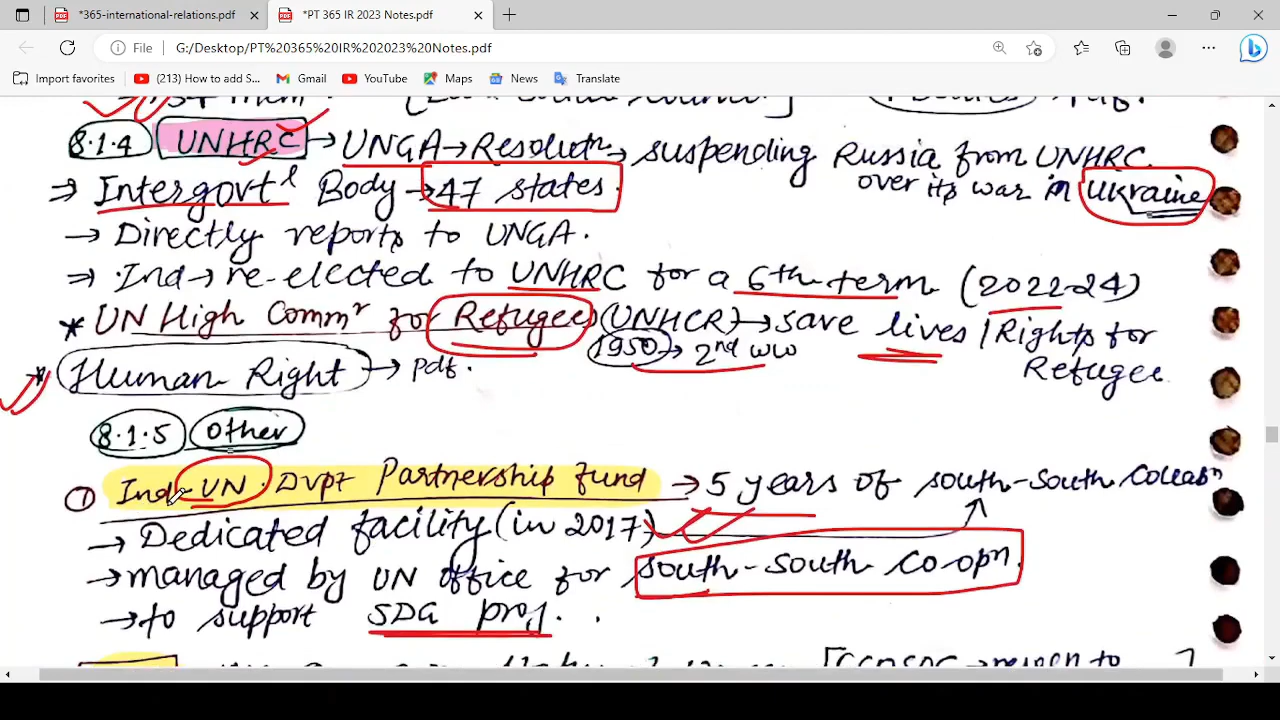 *365-international-relations.pdf
*PT 365 IR 2023 Notes.pdf
File G:/Desktop/PT%20365%20IR%202023%20Notes.pdf
Import favorites (213) How to add S... Gmail YouTube Maps News Translate
8.1.4 UNHRC → UNGA → Resolutn → suspending Russia from UNHRC
over its war in Ukraine
⇒ Intergovtl Body → 47 states.
→ Directly reports to UNGA.
⇒ Ind → re-elected to UNHRC for a 6th term (2022-24)
* UN High Commr for Refugee (UNHCR) → save lives / Rights for Refugee
1950 → 2nd WW
* Human Right → pdf.
8.1.5 Other
① Ind-UN Dvpt Partnership fund → 5 years of south-south Collabn
→ Dedicated facility (in 2017)
→ managed by UN office for south-south co-opn.
→ to support SDG proj.